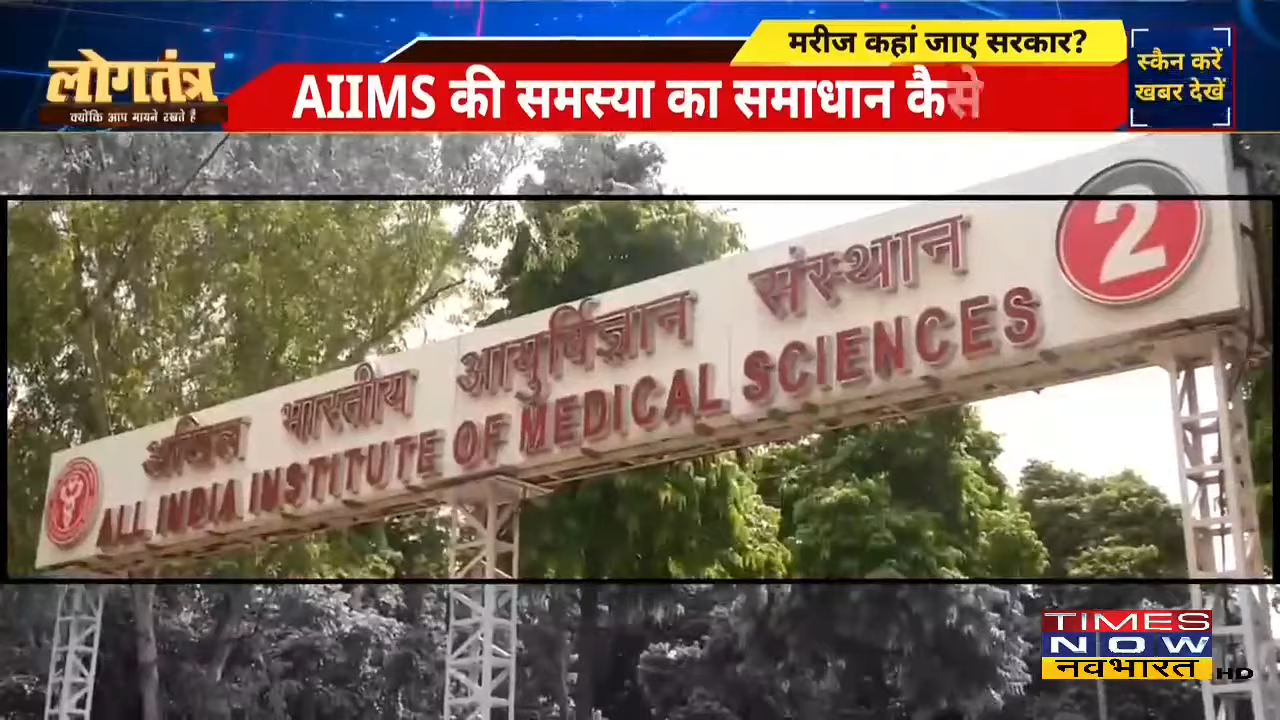 मरीज कहां जाए सरकार?
लोगतंत्र
क्योंकि आप मायने रखते हैं
AIIMS की समस्या का समाधान कैसे
स्कैन करें
खबर देखें
2
अखिल भारतीय आयुर्विज्ञान संस्थान
ALL INDIA INSTITUTE OF MEDICAL SCIENCES
TIMES
NOW
नवभारत HD